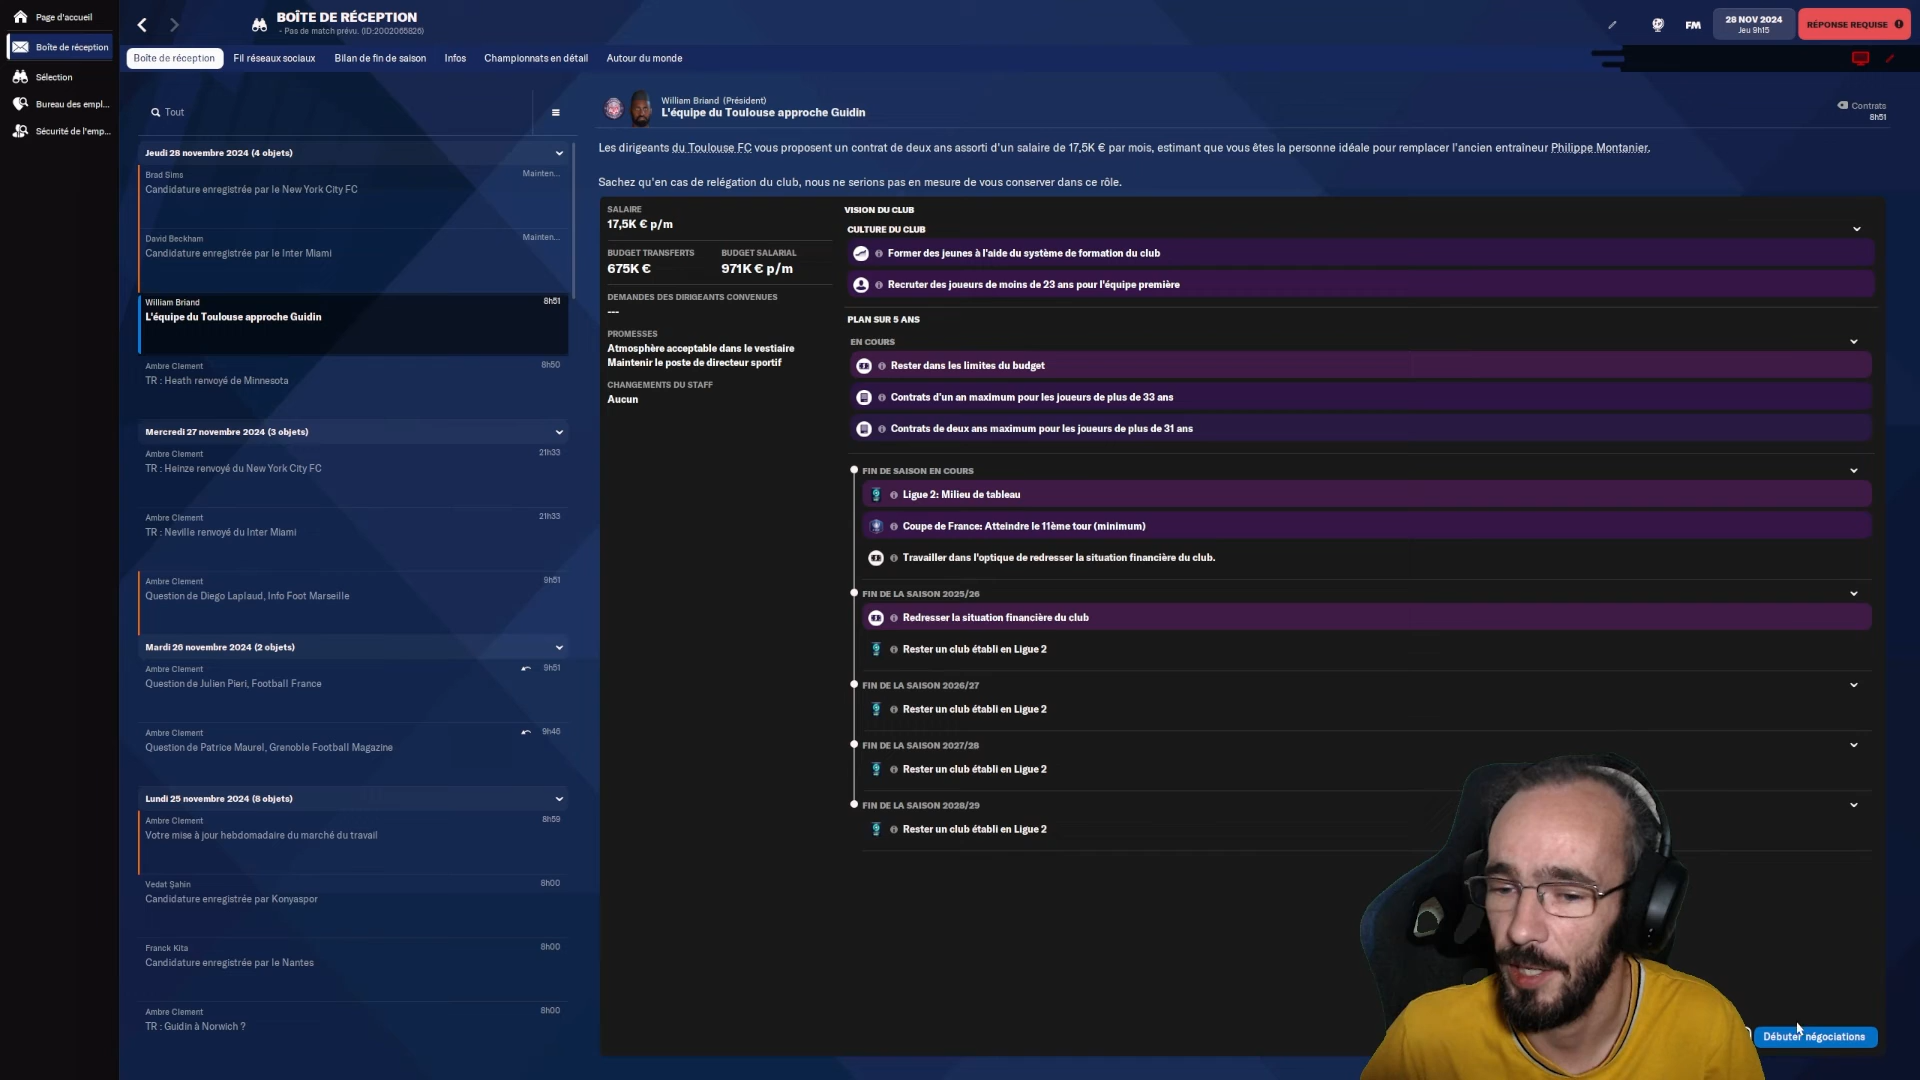 Page d'accueil
Boîte de réception
Sélection
Bureau des empl...
Sécurité de l'emp...
BOÎTE DE RÉCEPTION
- Pas de match prévu. (ID:2002065826)
FM
28 NOV 2024
Jeu 9h15
RÉPONSE REQUISE
Boîte de réception
Fil réseaux sociaux
Bilan de fin de saison
Infos
Championnats en détail
Autour du monde
Tout
Jeudi 28 novembre 2024 (4 objets)
Brad Sims
Mainten...
Candidature enregistrée par le New York City FC
David Beckham
Mainten...
Candidature enregistrée par le Inter Miami
William Briand
8h51
L'équipe du Toulouse approche Guidin
Ambre Clement
8h50
TR : Heath renvoyé de Minnesota
Mercredi 27 novembre 2024 (3 objets)
Ambre Clement
21h33
TR : Heinze renvoyé du New York City FC
Ambre Clement
21h33
TR : Neville renvoyé du Inter Miami
Ambre Clement
9h51
Question de Diego Laplaud, Info Foot Marseille
Mardi 26 novembre 2024 (2 objets)
Ambre Clement
9h51
Question de Julien Pieri, Football France
Ambre Clement
9h46
Question de Patrice Maurel, Grenoble Football Magazine
Lundi 25 novembre 2024 (8 objets)
Ambre Clement
8h59
Votre mise à jour hebdomadaire du marché du travail
Vedat Şahin
8h00
Candidature enregistrée par Konyaspor
Franck Kita
8h00
Candidature enregistrée par le Nantes
Ambre Clement
8h00
TR : Guidin à Norwich ?
William Briand (Président)
L'équipe du Toulouse approche Guidin
Contrats
8h51
Les dirigeants du Toulouse FC vous proposent un contrat de deux ans assorti d'un salaire de 17,5K € par mois, estimant que vous êtes la personne idéale pour remplacer l'ancien entraîneur Philippe Montanier.
Sachez qu'en cas de relégation du club, nous ne serions pas en mesure de vous conserver dans ce rôle.
SALAIRE
17,5K € p/m
BUDGET TRANSFERTS
BUDGET SALARIAL
675K €
971K € p/m
DEMANDES DES DIRIGEANTS CONVENUES
---
PROMESSES
Atmosphère acceptable dans le vestiaire
Maintenir le poste de directeur sportif
CHANGEMENTS DU STAFF
Aucun
VISION DU CLUB
CULTURE DU CLUB
Former des jeunes à l'aide du système de formation du club
Recruter des joueurs de moins de 23 ans pour l'équipe première
PLAN SUR 5 ANS
EN COURS
Rester dans les limites du budget
Contrats d'un an maximum pour les joueurs de plus de 33 ans
Contrats de deux ans maximum pour les joueurs de plus de 31 ans
FIN DE SAISON EN COURS
Ligue 2: Milieu de tableau
Coupe de France: Atteindre le 11ème tour (minimum)
Travailler dans l'optique de redresser la situation financière du club.
FIN DE LA SAISON 2025/26
Redresser la situation financière du club
Rester un club établi en Ligue 2
FIN DE LA SAISON 2026/27
Rester un club établi en Ligue 2
FIN DE LA SAISON 2027/28
Rester un club établi en Ligue 2
FIN DE LA SAISON 2028/29
Rester un club établi en Ligue 2
Débuter négociations